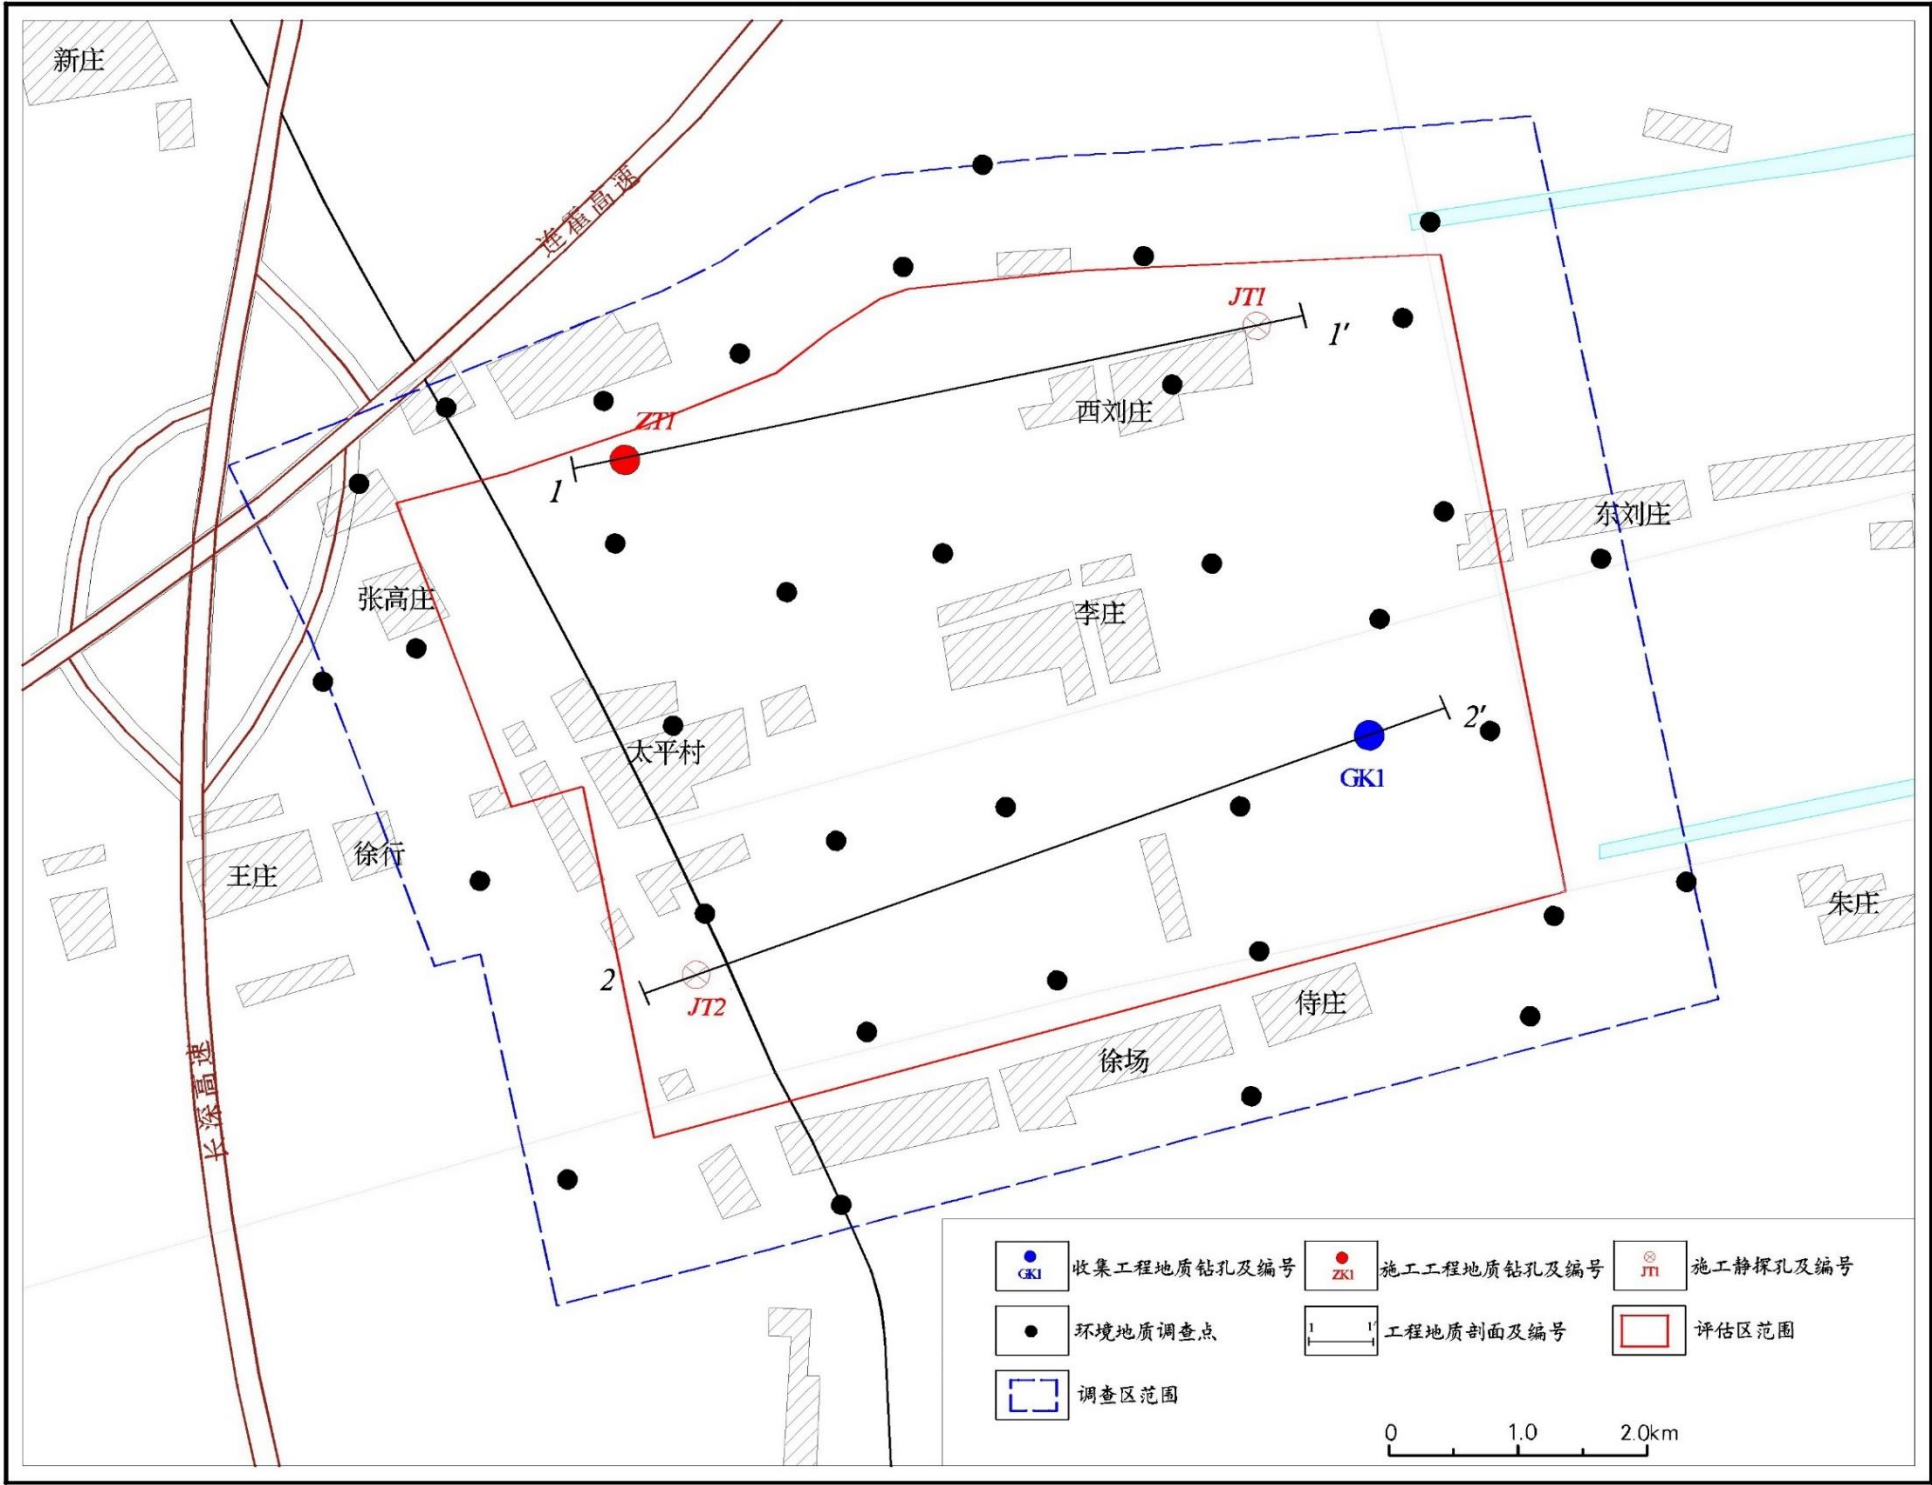 新庄
连霍高速
JT1
1'
ZT1
西刘庄
1
东刘庄
张高庄
李庄
2'
太平村
GK1
徐行
王庄
朱庄
2
JT2
侍庄
徐场
长深高速
GK1 收集工程地质钻孔及编号
ZK1 施工工程地质钻孔及编号
JT1 施工静探孔及编号
环境地质调查点
1 1' 工程地质剖面及编号
评估区范围
调查区范围
0 1.0 2.0km